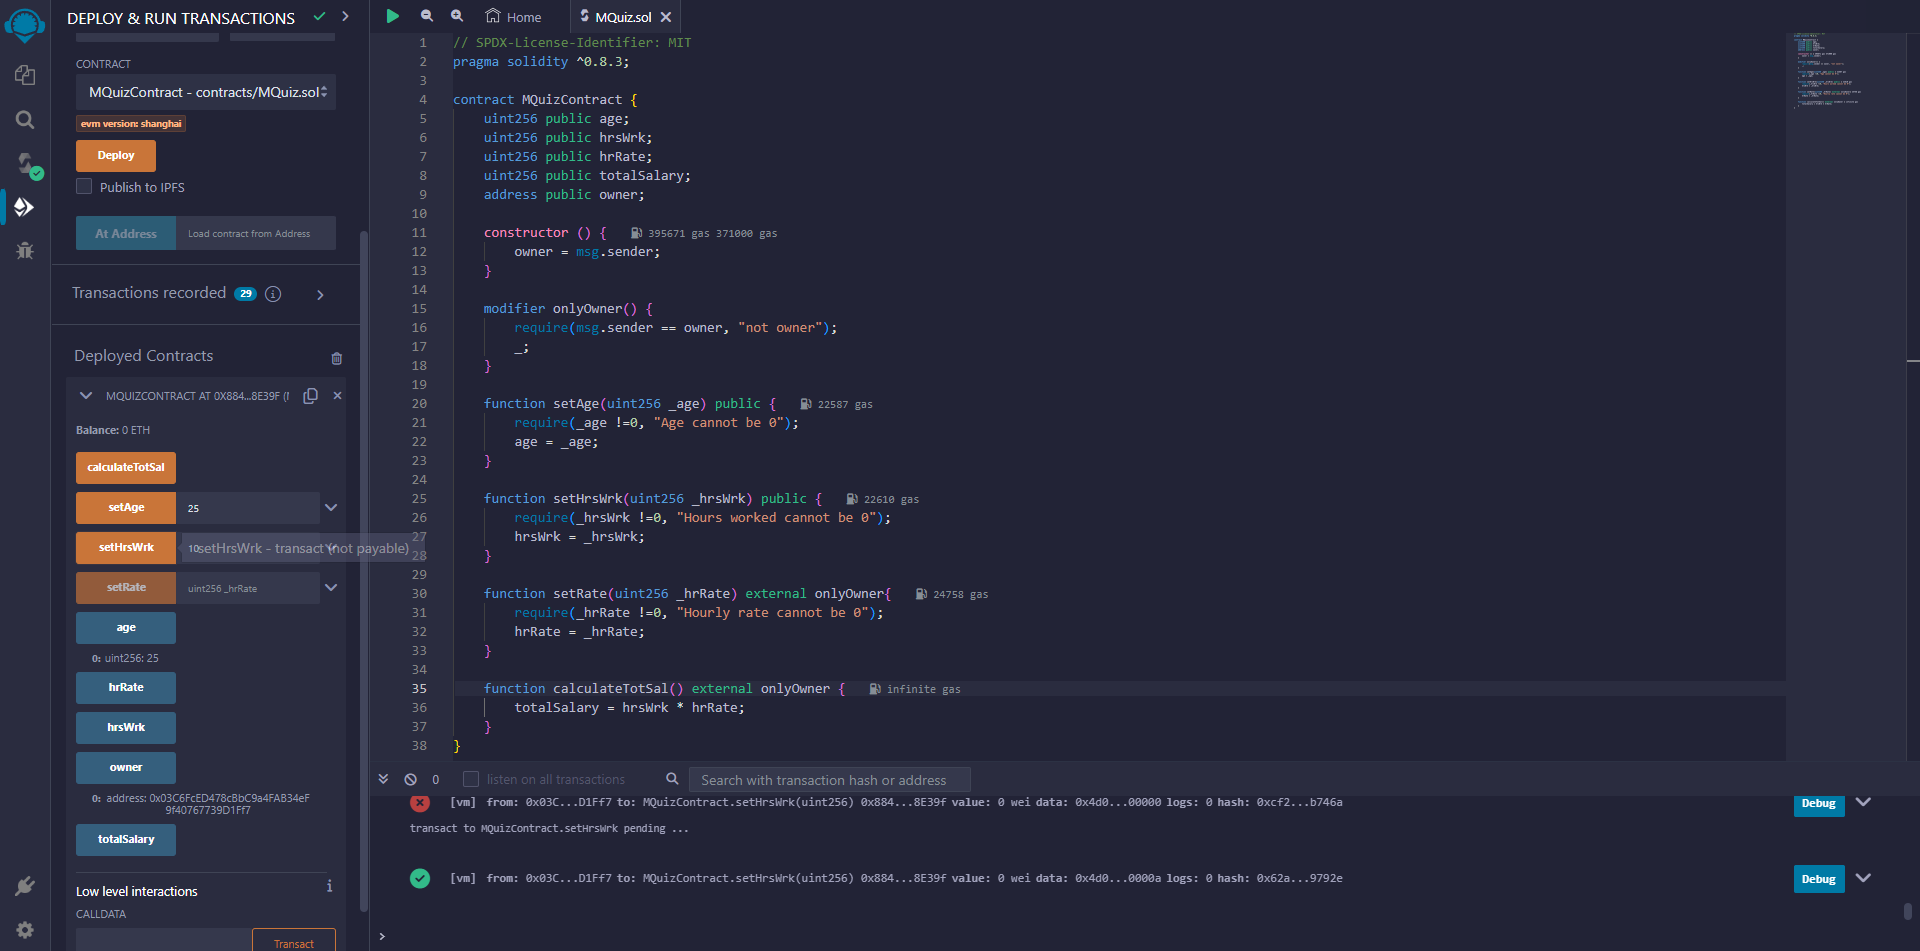 DEPLOY & RUN TRANSACTIONS
CONTRACT
MQuizContract - contracts/MQuiz.sol
evm version: shanghai
Deploy
Publish to IPFS
At Address
Load contract from Address
Transactions recorded 29
Deployed Contracts
MQUIZCONTRACT AT 0X884...8E39F (
Balance: 0 ETH
calculateTotSal
setAge 25
setHrsWrk 10
setHrsWrk - transact (not payable)
setRate uint256 _hrRate
age
0: uint256: 25
hrRate
hrsWrk
owner
0: address: 0x03C6FcED478cBbC9a4FAB34eF
9f40767739D1Ff7
totalSalary
Low level interactions
CALLDATA
Transact
Home
MQuiz.sol
1 // SPDX-License-Identifier: MIT
2 pragma solidity ^0.8.3;
3
4 contract MQuizContract {
5 uint256 public age;
6 uint256 public hrsWrk;
7 uint256 public hrRate;
8 uint256 public totalSalary;
9 address public owner;
10
11 constructor () { 395671 gas 371000 gas
12 owner = msg.sender;
13 }
14
15 modifier onlyOwner() {
16 require(msg.sender == owner, "not owner");
17 _;
18 }
19
20 function setAge(uint256 _age) public { 22587 gas
21 require(_age !=0, "Age cannot be 0");
22 age = _age;
23 }
24
25 function setHrsWrk(uint256 _hrsWrk) public { 22610 gas
26 require(_hrsWrk !=0, "Hours worked cannot be 0");
27 hrsWrk = _hrsWrk;
28 }
29
30 function setRate(uint256 _hrRate) external onlyOwner{ 24758 gas
31 require(_hrRate !=0, "Hourly rate cannot be 0");
32 hrRate = _hrRate;
33 }
34
35 function calculateTotSal() external onlyOwner { infinite gas
36 totalSalary = hrsWrk * hrRate;
37 }
38 }
0 listen on all transactions Search with transaction hash or address
[vm] from: 0x03C...D1Ff7 to: MQuizContract.setHrsWrk(uint256) 0x884...8E39f value: 0 wei data: 0x4d0...00000 logs: 0 hash: 0xcf2...b746a
Debug
transact to MQuizContract.setHrsWrk pending ...
[vm] from: 0x03C...D1Ff7 to: MQuizContract.setHrsWrk(uint256) 0x884...8E39f value: 0 wei data: 0x4d0...0000a logs: 0 hash: 0x62a...9792e
Debug
>